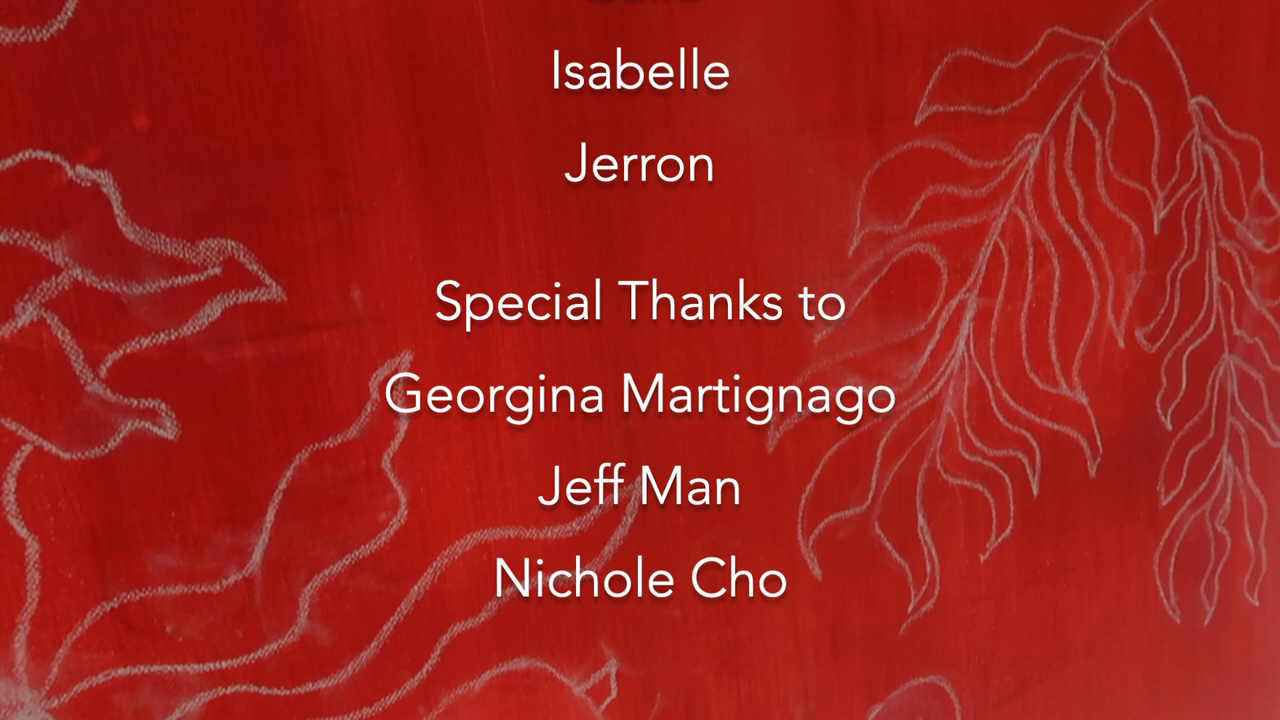 Isabelle
Jerron
Special Thanks to
Georgina Martignago
Jeff Man
Nichole Cho